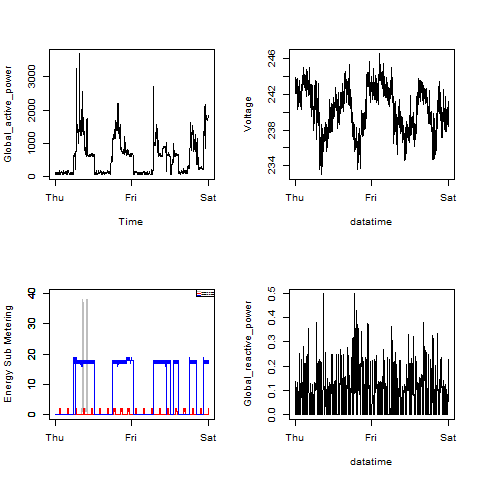 Global_active_power
3000
2000
1000
0
Thu
Fri
Sat
Time
Voltage
246
242
238
234
Thu
Fri
Sat
datatime
Energy Sub Metering
40
30
20
10
0
Thu
Fri
Sat
Global_reactive_power
0.5
0.4
0.3
0.2
0.1
0.0
Thu
Fri
Sat
datatime